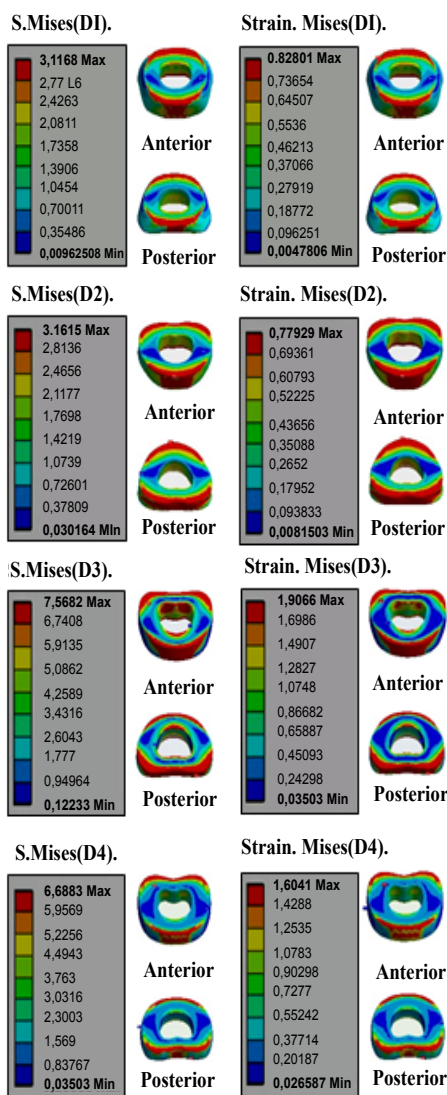 S.Mises(DI).
3,1168 Max
2,77 L6
2.4263
2,0811
1,7358
1,3906
1,0454
0,70011
0,35486
0,00962508 Min
Anterior
Posterior
Strain. Mises(DI).
0.82801 Max
0,73654
0,64507
0,5536
0,46213
0,37066
0,27919
0,18772
0,096251
0,0047806 Min
Anterior
Posterior
S.Mises(D2).
3.1615 Max
2,8136
2,4656
2,1177
1,7698
1,4219
1,0739
0,72601
0,37809
0,030164 MIn
Anterior
Posterior
Strain. Mises(D2).
0,77929 Max
0,69361
0,60793
0,52225
0,43656
0,35088
0,2652
0,17952
0,093833
0,0081503 Min
Anterior
Posterior
:S.Mises(D3).
7,5682 Max
6,7408
5,9135
5,0862
4,2589
3,4316
2,6043
1,777
0,94964
0,12233 Min
Anterior
Posterior
Strain. Mises(D3).
1,9066 Max
1,6986
1,4907
1,2827
1,0748
0,86682
0,65887
0,45093
0,24298
0,03503 Min
Anterior
Posterior
S.Mises(D4).
6,6883 Max
5,9569
5,2256
4,4943
3,763
3,0316
2,3003
1,569
0,83767
0,03503 Min
Anterior
Posterior
Strain. Mises(D4).
1,6041 Max
1,4288
1,2535
1,0783
0,90298
0,7277
0,55242
0,37714
0,20187
0,026587 Min
Anterior
Posterior